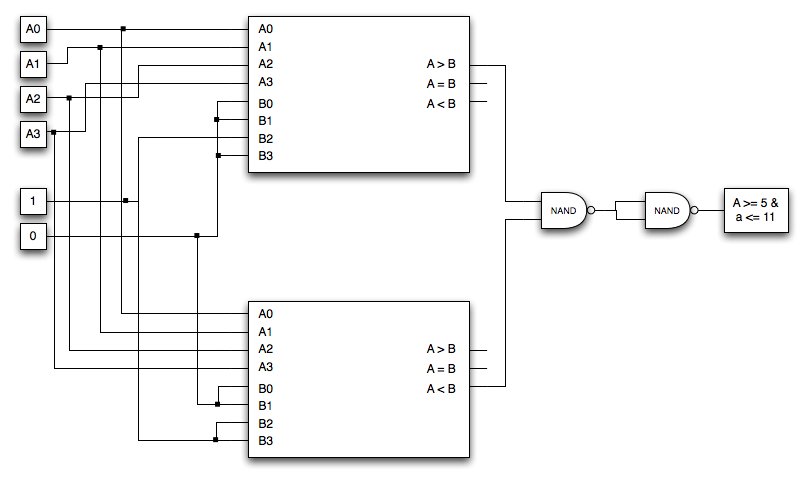 A0
A1
A2
A3
1
0
A0
A1
A2
A3
B0
B1
B2
B3
A > B
A = B
A < B
A0
A1
A2
A3
B0
B1
B2
B3
A > B
A = B
A < B
NAND
NAND
A >= 5 &
a <= 11